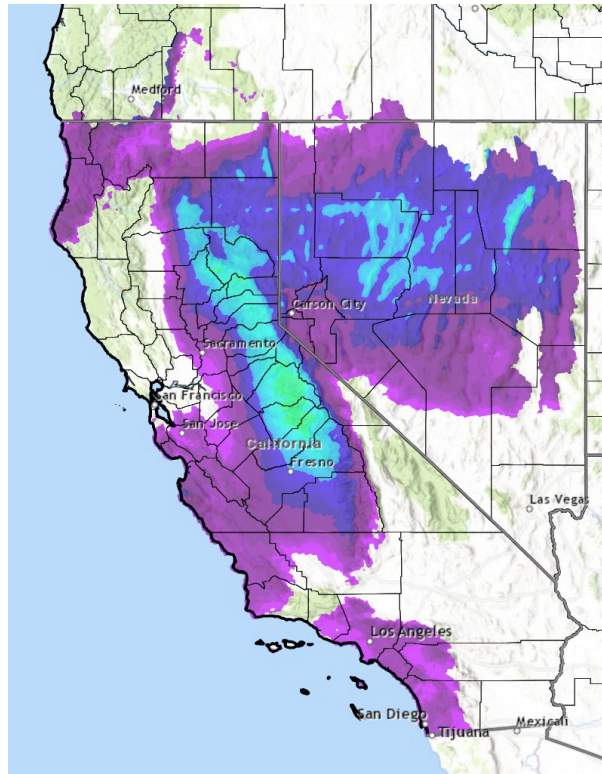 Medford
Carson City
Nevada
Sacramento
San Francisco
San Jose
California
Fresno
Las Vegas
Los Angeles
San Diego
Mexicali
Tijuana